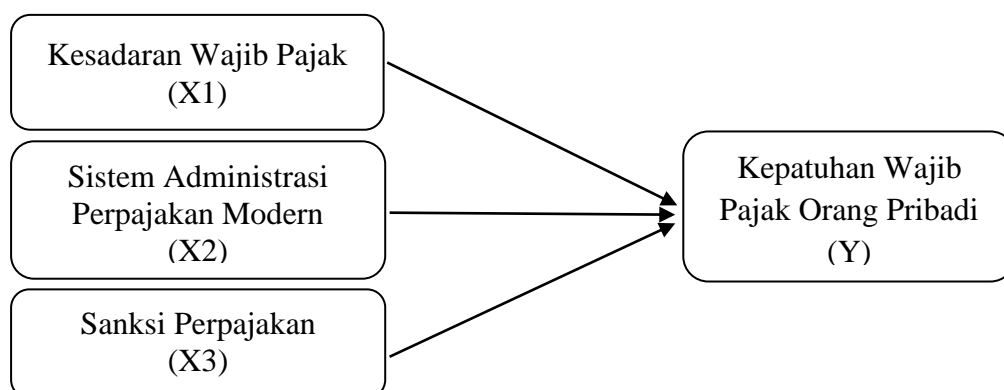 Kesadaran Wajib Pajak
(X1)
Sistem Administrasi
Perpajakan Modern
(X2)
Sanksi Perpajakan
(X3)
Kepatuhan Wajib
Pajak Orang Pribadi
(Y)